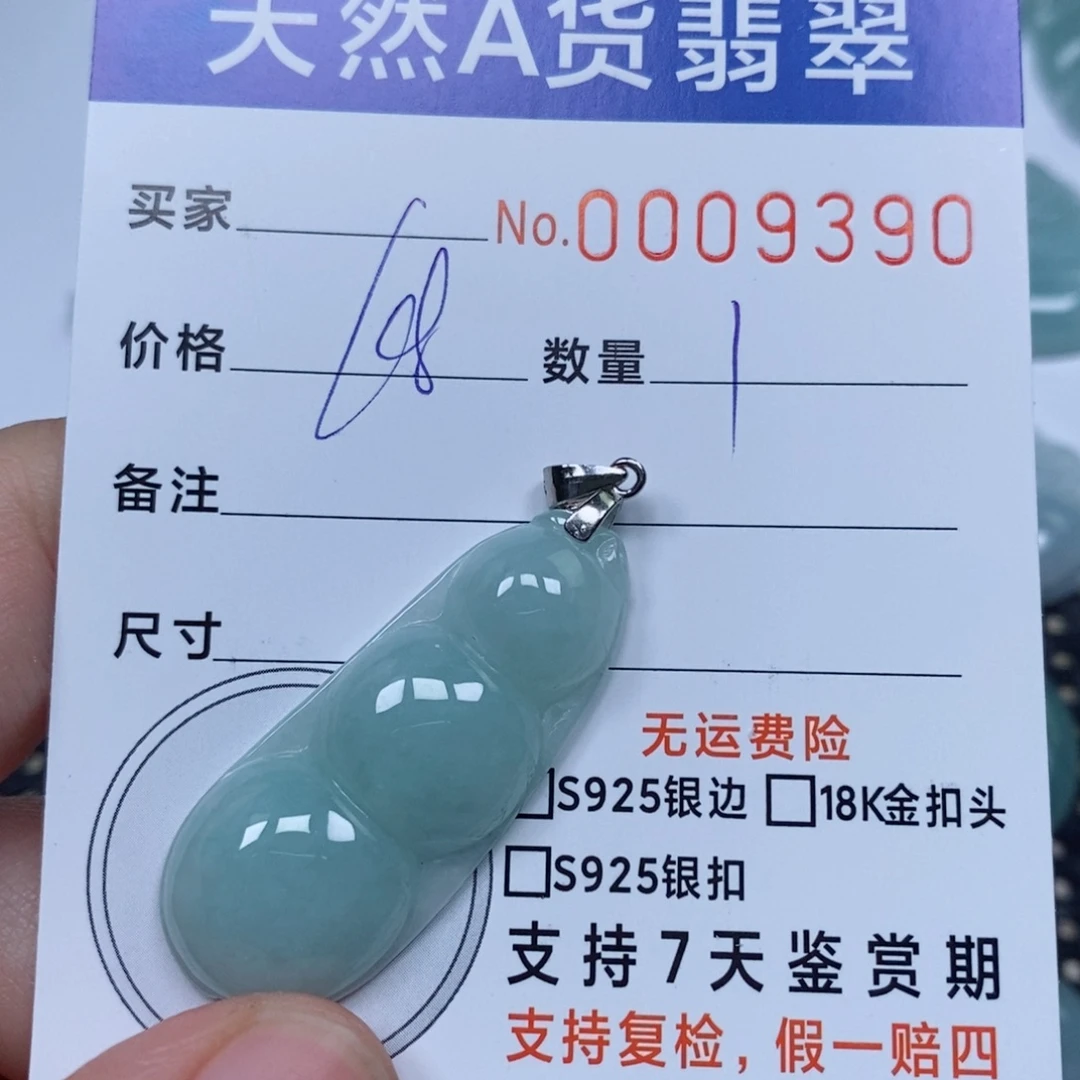 天然A货翡翠
买家 No.0009390
价格 68 数量 1
备注
尺寸
无运费险
S925银边 18K金扣头
S925银扣
支持7天鉴赏期
支持复检，假一赔四